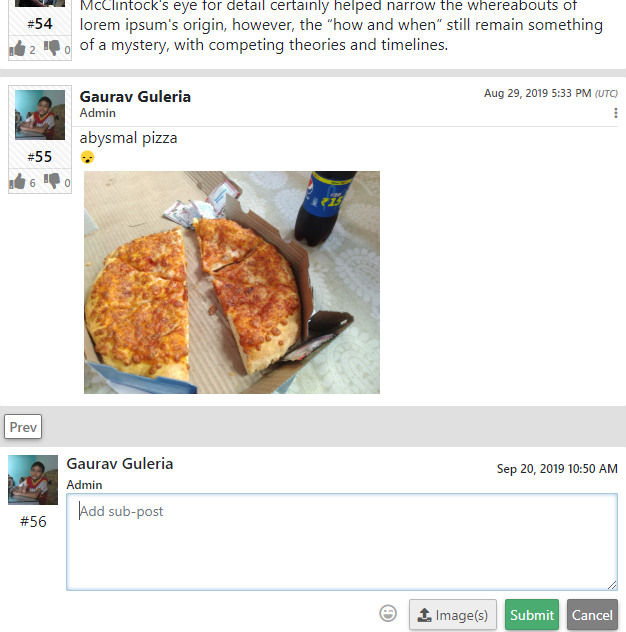 McClintock's eye for detail certainly helped narrow the whereabouts of
#54
lorem ipsum's origin, however, the “how and when” still remain something
2 0
of a mystery, with competing theories and timelines.
Gaurav Guleria
Aug 29, 2019 5:33 PM (UTC)
Admin
abysmal pizza
#55
6 0
₹15
Prev
Gaurav Guleria
Sep 20, 2019 10:50 AM
Admin
#56
Add sub-post
Image(s) Submit Cancel